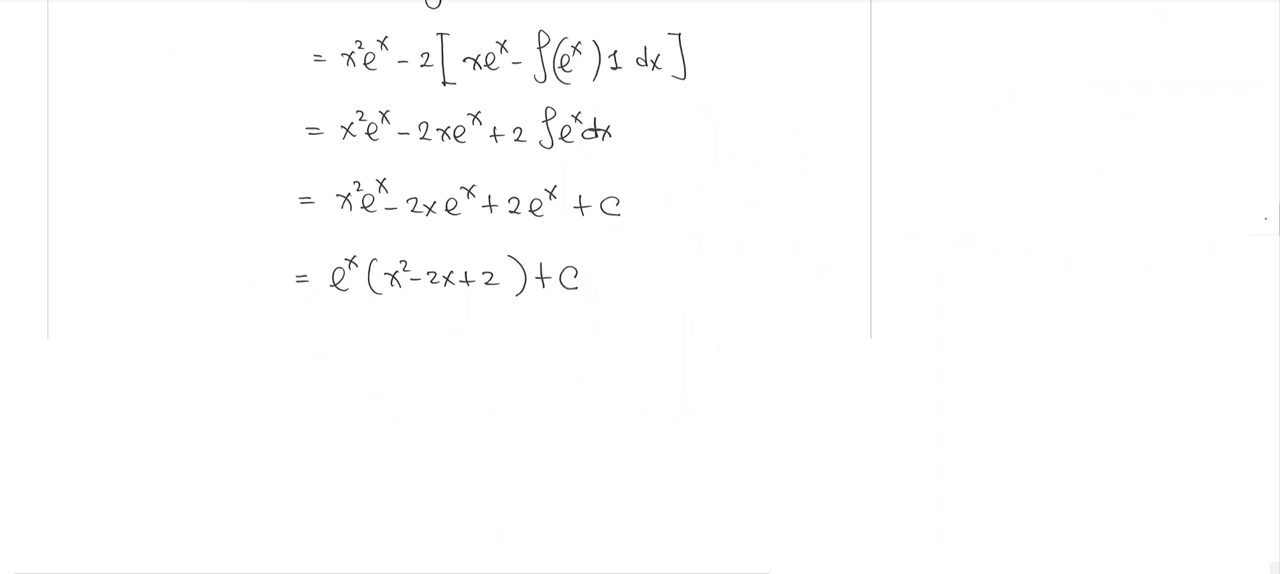 = x²eˣ - 2[xeˣ - ∫(eˣ)1 dx]
= x²eˣ - 2xeˣ + 2∫eˣdx
= x²eˣ - 2xeˣ + 2eˣ + C
= eˣ(x² - 2x + 2) + C